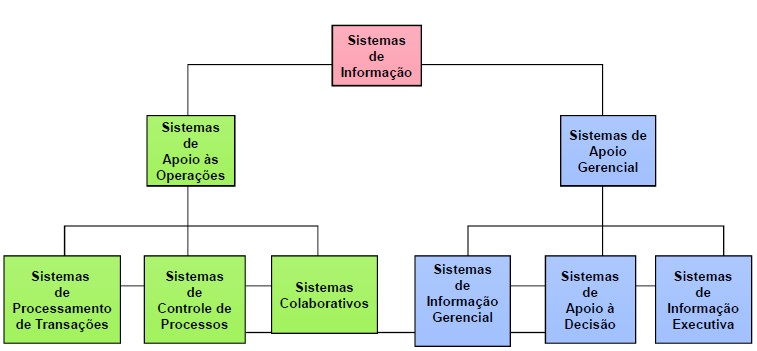 Sistemas
de
Informação
Sistemas
de
Apoio às
Operações
Sistemas de
Apoio
Gerencial
Sistemas
de
Processamento
de Transações
Sistemas
de
Controle de
Processos
Sistemas
Colaborativos
Sistemas
de
Informação
Gerencial
Sistemas
de
Apoio à
Decisão
Sistemas
de
Informação
Executiva